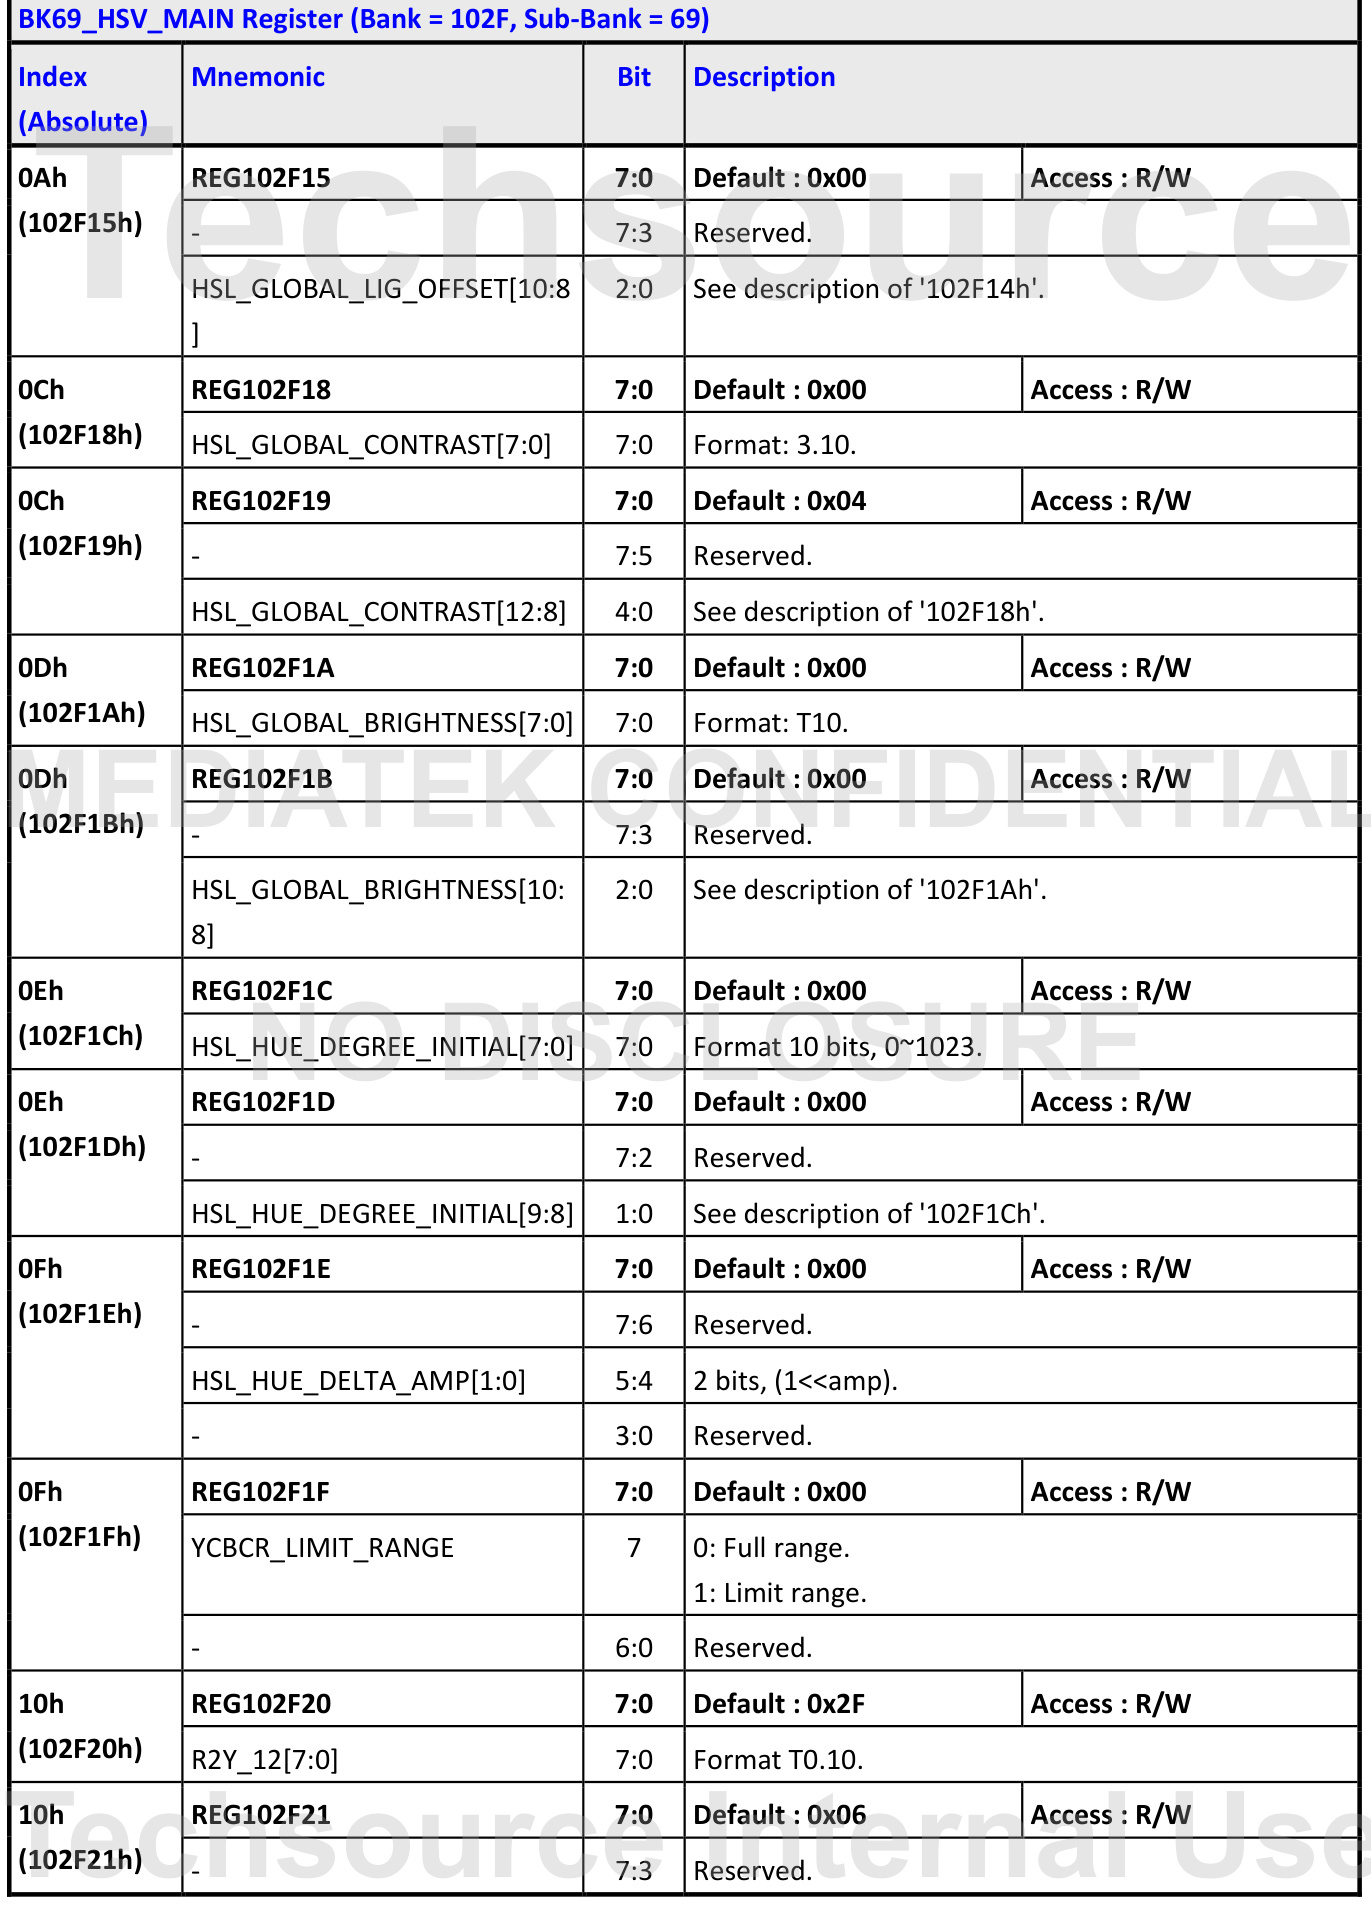 BK69_HSV_MAIN Register (Bank = 102F, Sub-Bank = 69)
Index
(Absolute)
Mnemonic
Bit
Description
0Ah
(102F15h)
REG102F15
7:0
Default : 0x00
Access : R/W
-
7:3
Reserved.
HSL_GLOBAL_LIG_OFFSET[10:8
]
2:0
See description of '102F14h'.
0Ch
(102F18h)
REG102F18
7:0
Default : 0x00
Access : R/W
HSL_GLOBAL_CONTRAST[7:0]
7:0
Format: 3.10.
0Ch
(102F19h)
REG102F19
7:0
Default : 0x04
Access : R/W
-
7:5
Reserved.
HSL_GLOBAL_CONTRAST[12:8]
4:0
See description of '102F18h'.
0Dh
(102F1Ah)
REG102F1A
7:0
Default : 0x00
Access : R/W
HSL_GLOBAL_BRIGHTNESS[7:0]
7:0
Format: T10.
0Dh
(102F1Bh)
REG102F1B
7:0
Default : 0x00
Access : R/W
-
7:3
Reserved.
HSL_GLOBAL_BRIGHTNESS[10:
8]
2:0
See description of '102F1Ah'.
0Eh
(102F1Ch)
REG102F1C
7:0
Default : 0x00
Access : R/W
HSL_HUE_DEGREE_INITIAL[7:0]
7:0
Format 10 bits, 0~1023.
0Eh
(102F1Dh)
REG102F1D
7:0
Default : 0x00
Access : R/W
-
7:2
Reserved.
HSL_HUE_DEGREE_INITIAL[9:8]
1:0
See description of '102F1Ch'.
0Fh
(102F1Eh)
REG102F1E
7:0
Default : 0x00
Access : R/W
-
7:6
Reserved.
HSL_HUE_DELTA_AMP[1:0]
5:4
2 bits, (1<<amp).
-
3:0
Reserved.
0Fh
(102F1Fh)
REG102F1F
7:0
Default : 0x00
Access : R/W
YCBCR_LIMIT_RANGE
7
0: Full range.
1: Limit range.
-
6:0
Reserved.
10h
(102F20h)
REG102F20
7:0
Default : 0x2F
Access : R/W
R2Y_12[7:0]
7:0
Format T0.10.
10h
(102F21h)
REG102F21
7:0
Default : 0x06
Access : R/W
-
7:3
Reserved.
Techsource
MEDIATEK CONFIDENTIAL
NO DISCLOSURE
Techsource Internal Use